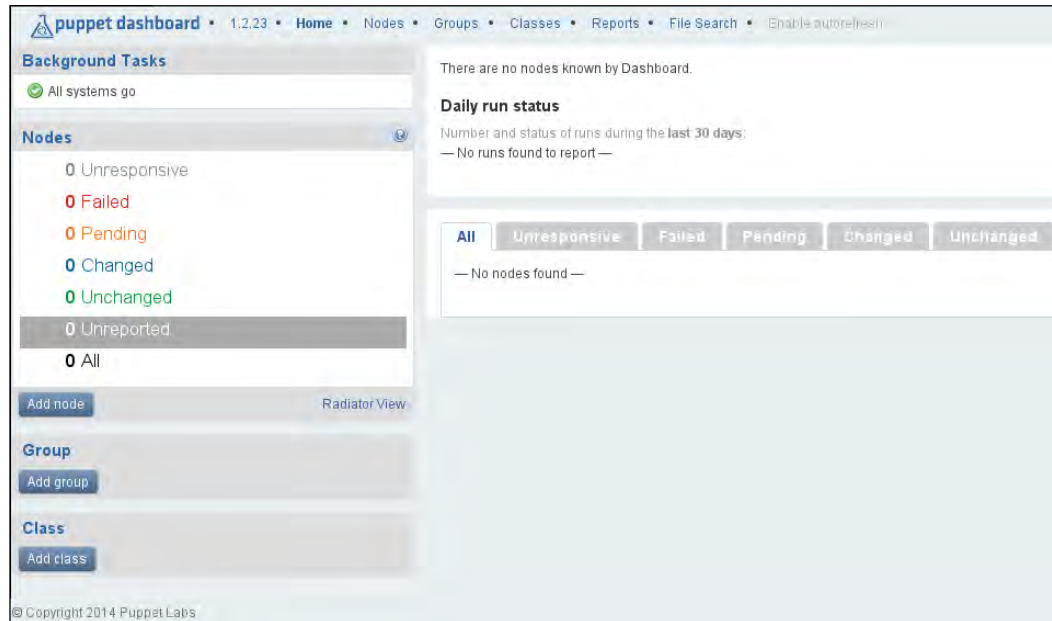 puppet dashboard • 1.2.23 • Home • Nodes • Groups • Classes • Reports • File Search • Enable autorefresh
Background Tasks
All systems go
Nodes
0 Unresponsive
0 Failed
0 Pending
0 Changed
0 Unchanged
0 Unreported
0 All
Add node
Radiator View
Group
Add group
Class
Add class
There are no nodes known by Dashboard.
Daily run status
Number and status of runs during the last 30 days:
— No runs found to report —
All Unresponsive Failed Pending Changed Unchanged
— No nodes found —
© Copyright 2014 Puppet Labs